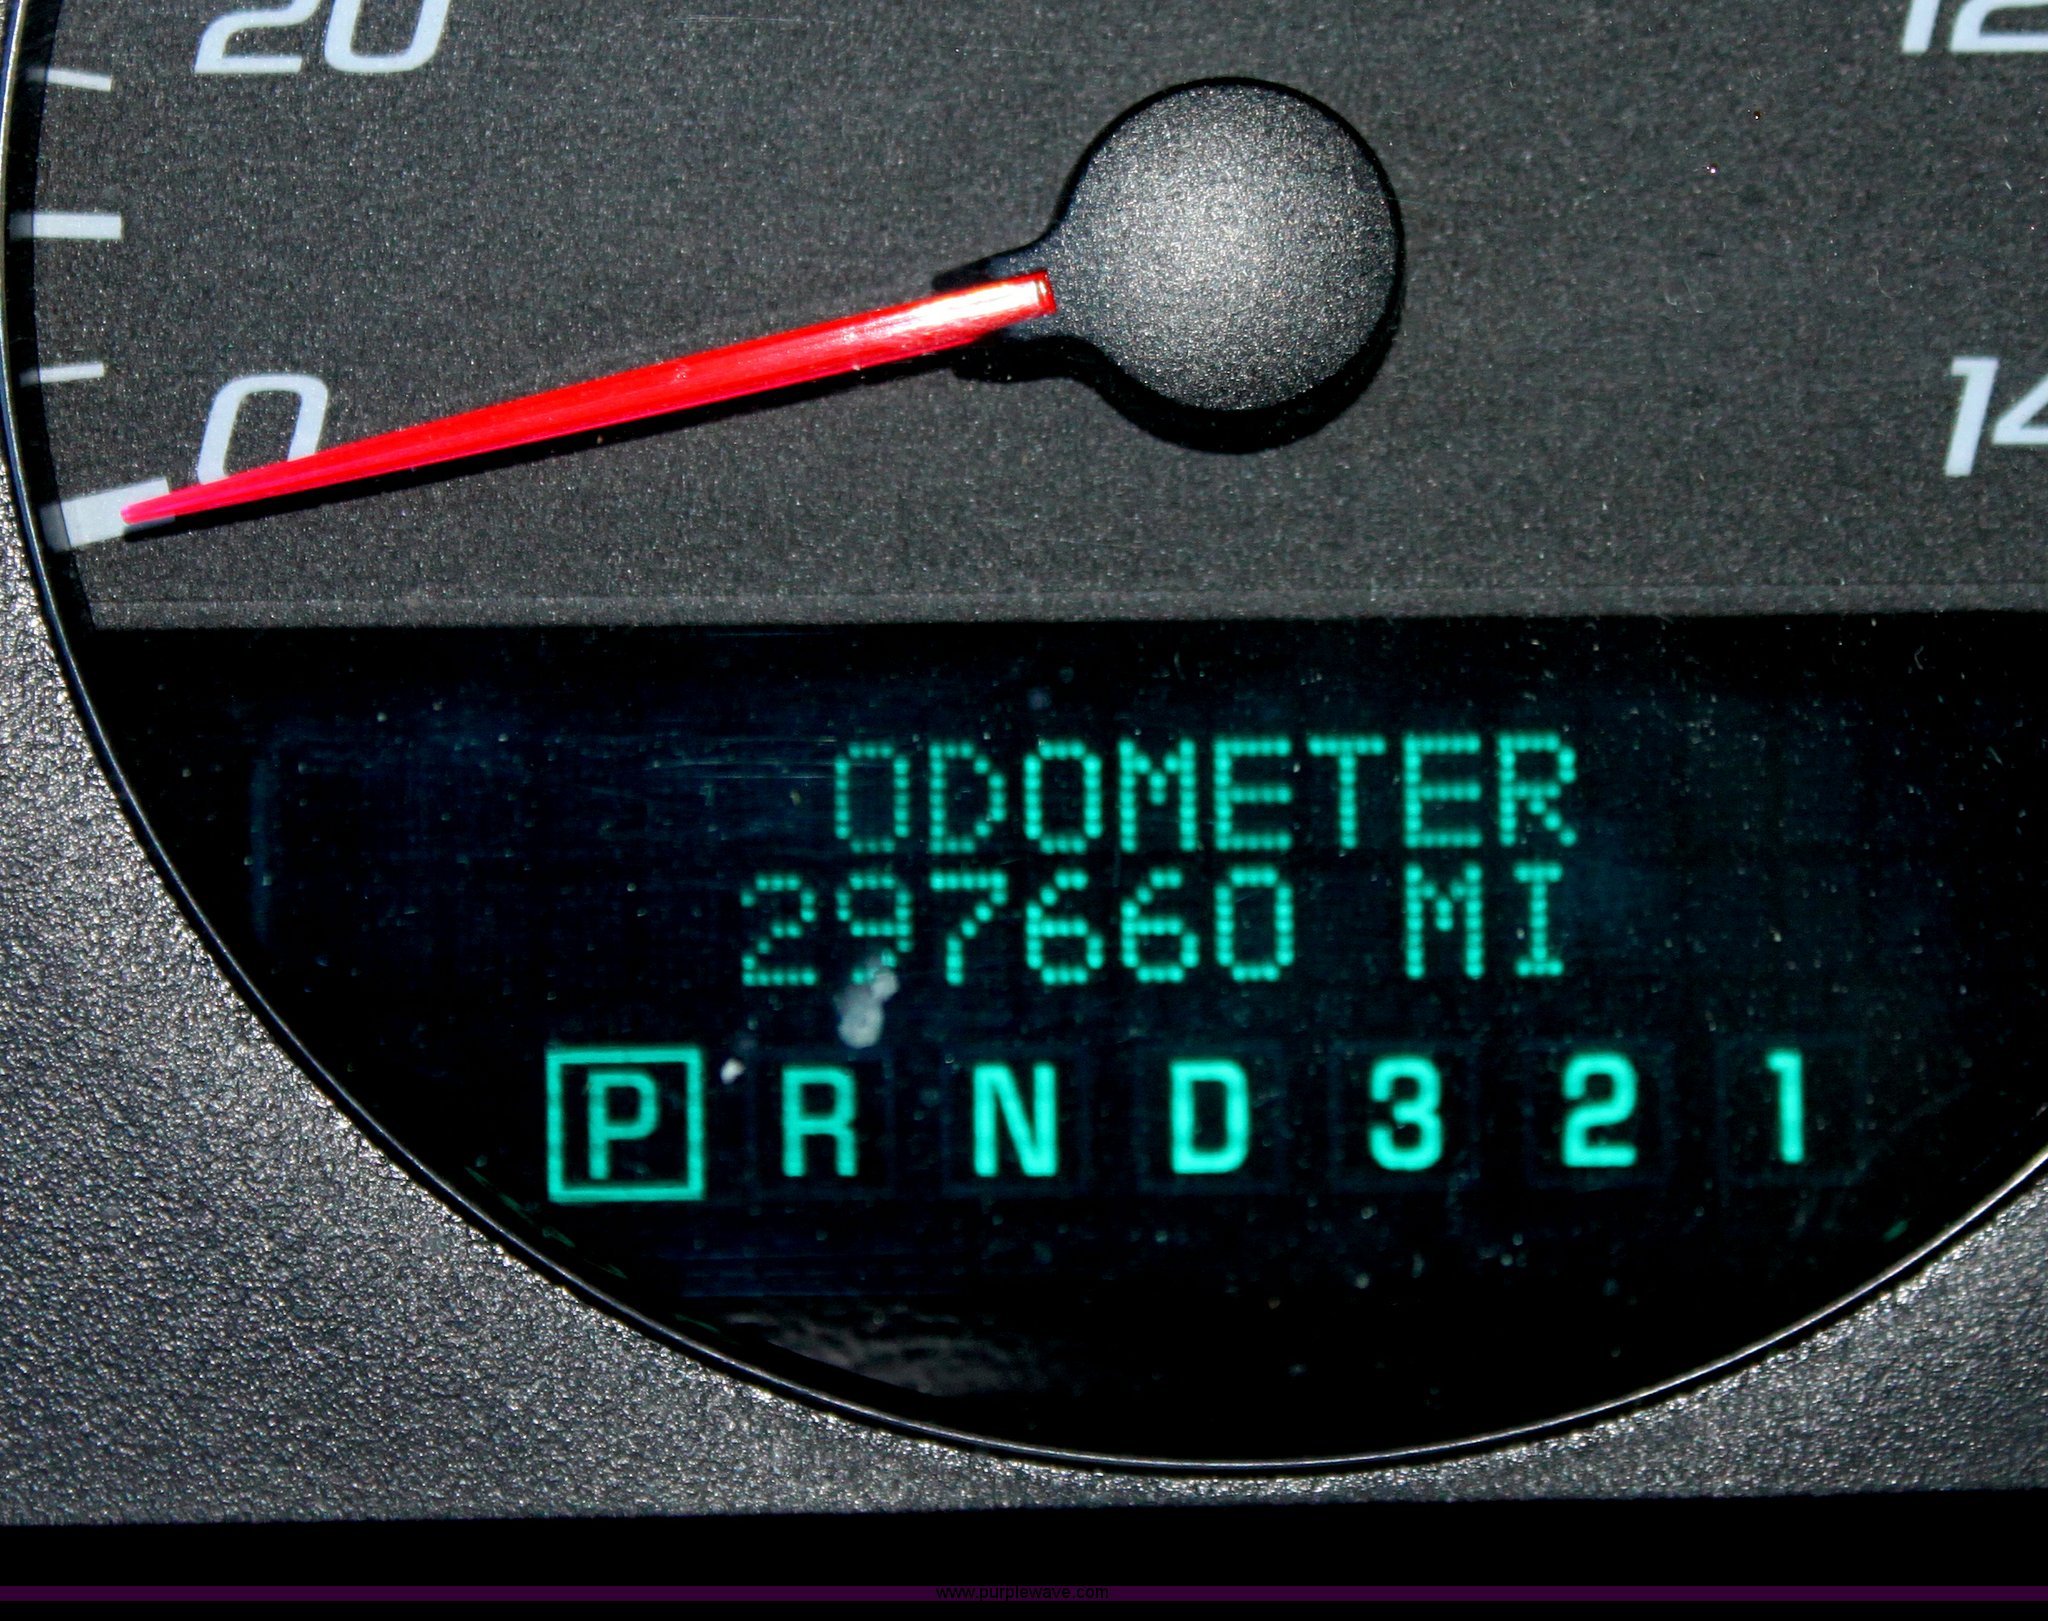 20
0
12
14
ODOMETER
297660 MI
P R N D 3 2 1
www.purplewave.com